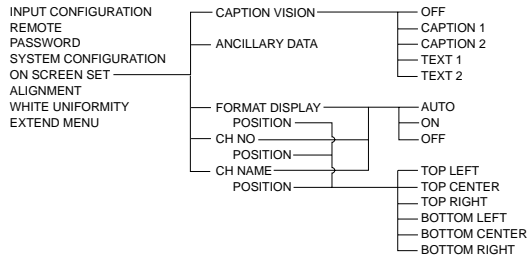 INPUT CONFIGURATION
REMOTE
PASSWORD
SYSTEM CONFIGURATION
ON SCREEN SET
ALIGNMENT
WHITE UNIFORMITY
EXTEND MENU
CAPTION VISION
ANCILLARY DATA
FORMAT DISPLAY
POSITION
CH NO
POSITION
CH NAME
POSITION
OFF
CAPTION 1
CAPTION 2
TEXT 1
TEXT 2
AUTO
ON
OFF
TOP LEFT
TOP CENTER
TOP RIGHT
BOTTOM LEFT
BOTTOM CENTER
BOTTOM RIGHT